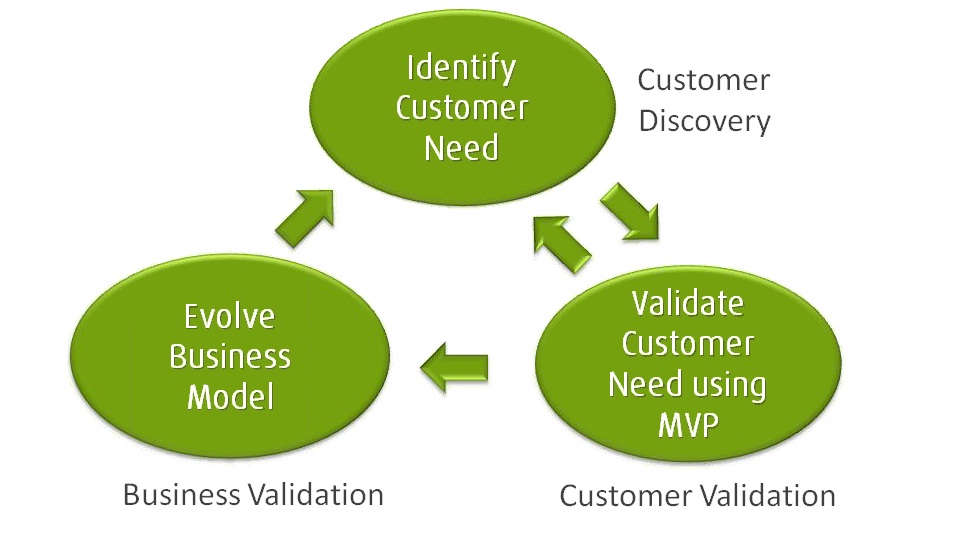 Identify
Customer
Need
Customer
Discovery
Evolve
Business
Model
Validate
Customer
Need using
MVP
Business Validation
Customer Validation